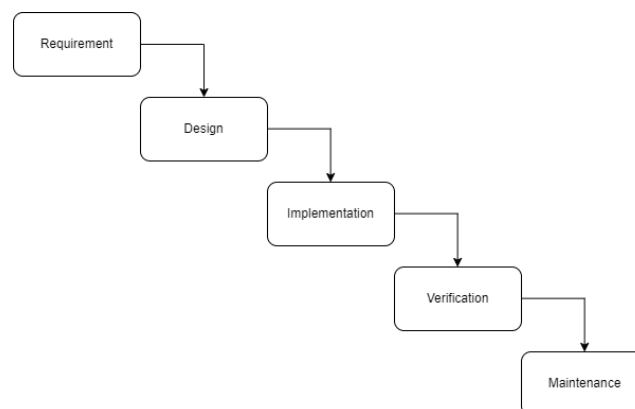 Requirement
Design
Implementation
Verification
Maintenance